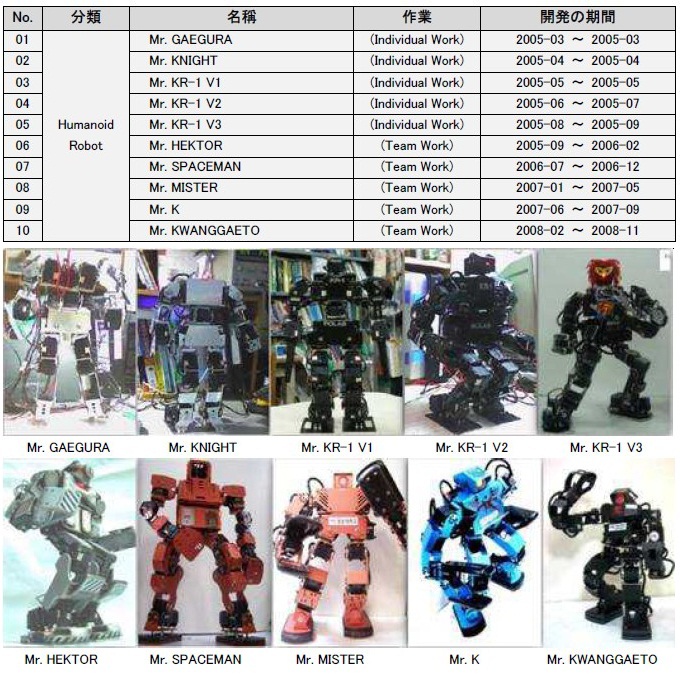 No. 分類 名稱 作業 開発の期間
01 Mr. GAEGURA (Individual Work) 2005-03 ～ 2005-03
02 Mr. KNIGHT (Individual Work) 2005-04 ～ 2005-04
03 Mr. KR-1 V1 (Individual Work) 2005-05 ～ 2005-05
04 Mr. KR-1 V2 (Individual Work) 2005-06 ～ 2005-07
05 Humanoid Mr. KR-1 V3 (Individual Work) 2005-08 ～ 2005-09
06 Robot Mr. HEKTOR (Team Work) 2005-09 ～ 2006-02
07 Mr. SPACEMAN (Team Work) 2006-07 ～ 2006-12
08 Mr. MISTER (Team Work) 2007-01 ～ 2007-05
09 Mr. K (Team Work) 2007-06 ～ 2007-09
10 Mr. KWANGGAETO (Team Work) 2008-02 ～ 2008-11
Mr. GAEGURA Mr. KNIGHT Mr. KR-1 V1 Mr. KR-1 V2 Mr. KR-1 V3
Mr. HEKTOR Mr. SPACEMAN Mr. MISTER Mr. K Mr. KWANGGAETO